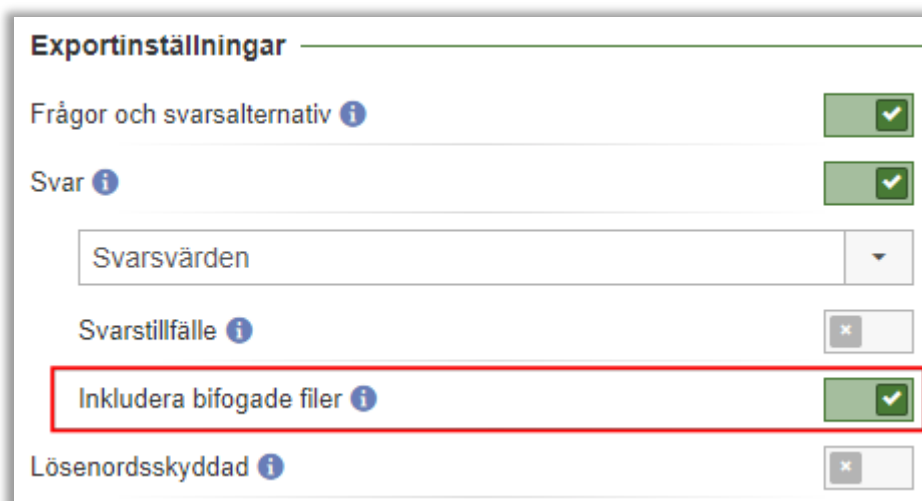 Exportinställningar
Frågor och svarsalternativ
Svar
Svarsvärden
Svarstillfälle
Inkludera bifogade filer
Lösenordsskyddad